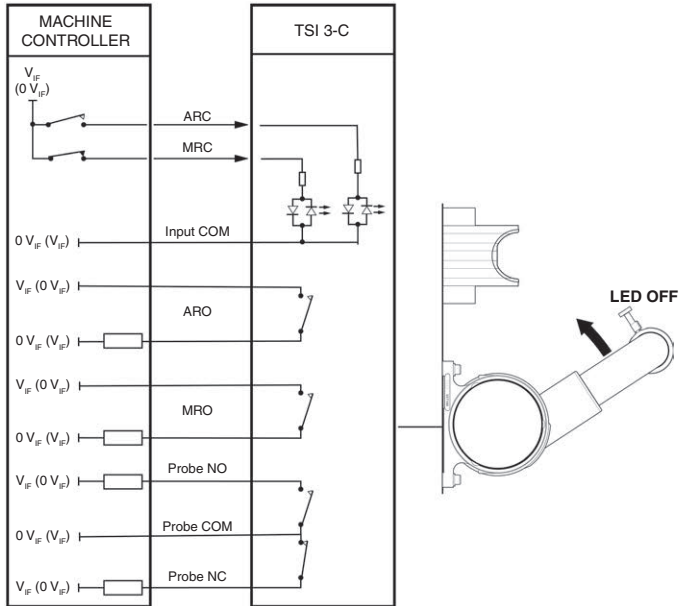 MACHINE
CONTROLLER
TSI 3-C
V_IF
(0 V_IF)
ARC
MRC
Input COM
0 V_IF (V_IF)
V_IF (0 V_IF)
ARO
0 V_IF (V_IF)
V_IF (0 V_IF)
MRO
0 V_IF (V_IF)
Probe NO
V_IF (0 V_IF)
Probe COM
0 V_IF (V_IF)
Probe NC
V_IF (0 V_IF)
LED OFF